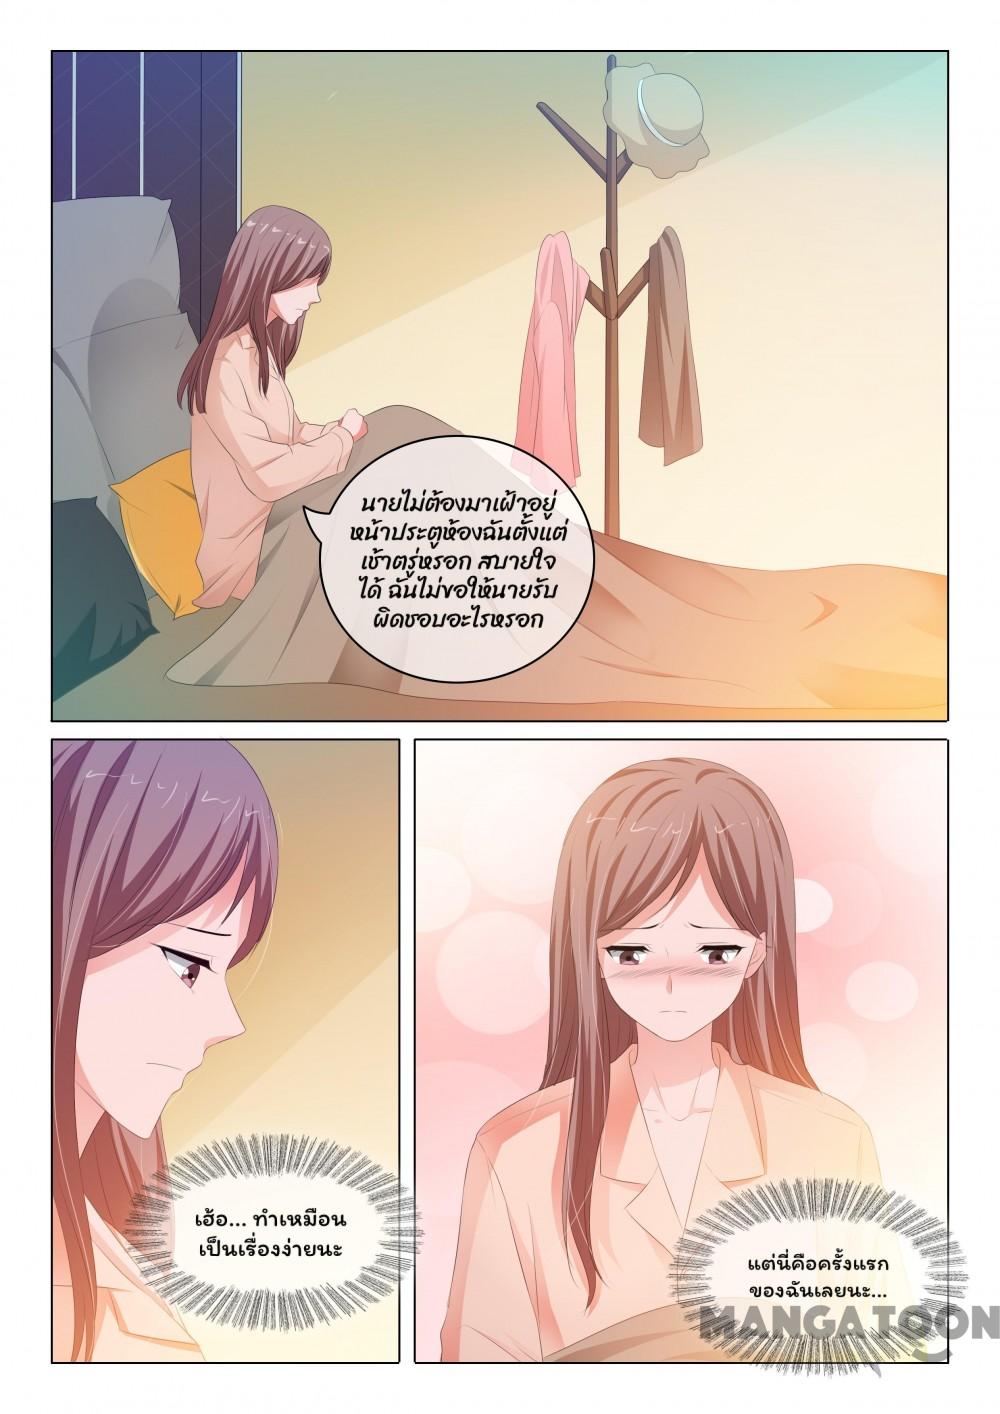 นายไม่ต้องมาเฝ้าอยู่
หน้าประตูห้องฉันตั้งแต่
เช้าตรู่หรอก สบายใจ
ได้ ฉันไม่ขอให้นายรับ
ผิดชอบอะไรหรอก
เฮ้อ... ทำเหมือน
เป็นเรื่องง่ายนะ
แต่นี่คือครั้งแรก
ของฉันเลยนะ...
MANGATOON